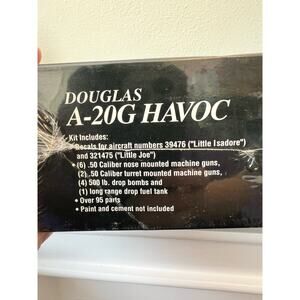 DOUGLAS
A-20G HAVOC
Kit Includes:
• Decals for aircraft numbers 39476 ("Little Isadore")
and 321475 ("Little Joe")
• (6) .50 Caliber nose mounted machine guns,
(2) .50 Caliber turret mounted machine guns,
(4) 500 lb. drop bombs and
(1) long range drop fuel tank
• Over 95 parts
• Paint and cement not included